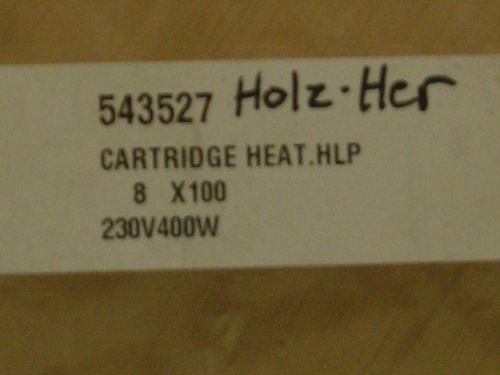 543527 Holz·Her
CARTRIDGE HEAT.HLP
8 X100
230V400W